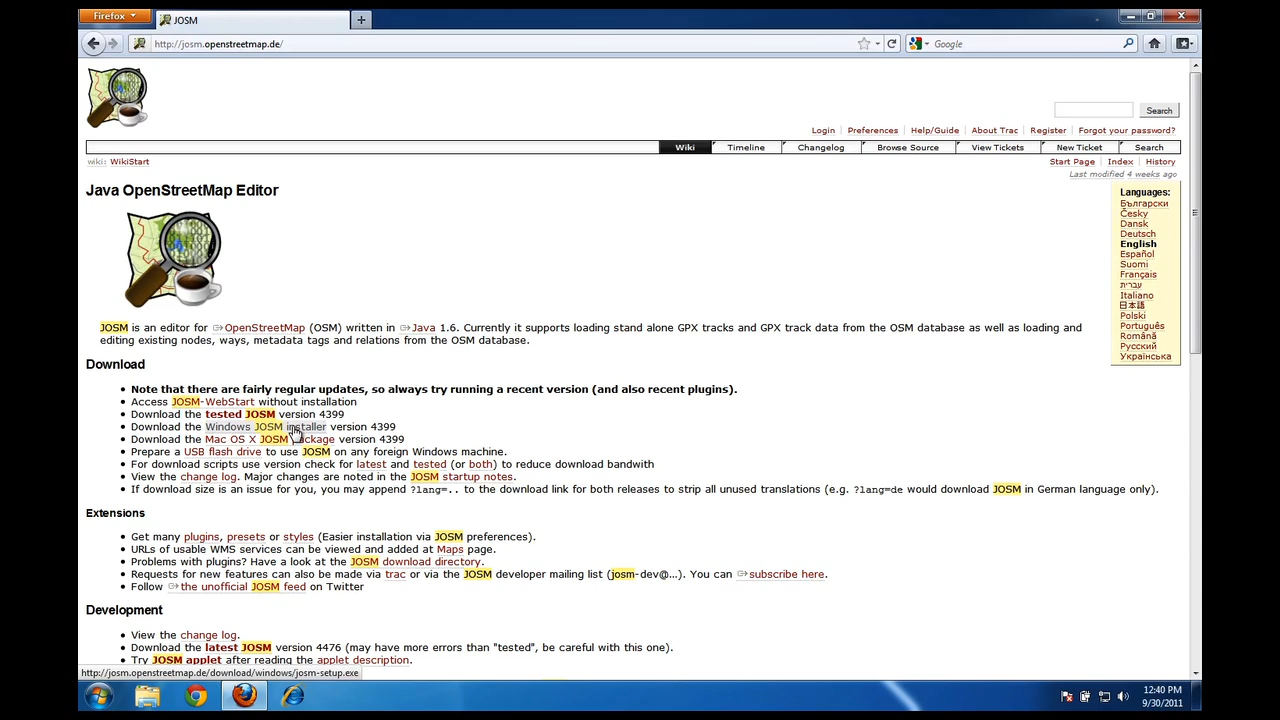 Firefox
JOSM
http://josm.openstreetmap.de/
Google
Search
Login Preferences Help/Guide About Trac Register Forgot your password?
Wiki Timeline Changelog Browse Source View Tickets New Ticket Search
wiki: WikiStart
Start Page Index History
Last modified 4 weeks ago
Java OpenStreetMap Editor
Languages:
Български
Česky
Dansk
Deutsch
English
Español
Suomi
Français
עברית
Italiano
日本語
Polski
Português
Română
Русский
Українська
JOSM is an editor for OpenStreetMap (OSM) written in Java 1.6. Currently it supports loading stand alone GPX tracks and GPX track data from the OSM database as well as loading and
editing existing nodes, ways, metadata tags and relations from the OSM database.
Download
Note that there are fairly regular updates, so always try running a recent version (and also recent plugins).
Access JOSM-WebStart without installation
Download the tested JOSM version 4399
Download the Windows JOSM installer version 4399
Download the Mac OS X JOSM package version 4399
Prepare a USB flash drive to use JOSM on any foreign Windows machine.
For download scripts use version check for latest and tested (or both) to reduce download bandwith
View the change log. Major changes are noted in the JOSM startup notes.
If download size is an issue for you, you may append ?lang=.. to the download link for both releases to strip all unused translations (e.g. ?lang=de would download JOSM in German language only).
Extensions
Get many plugins, presets or styles (Easier installation via JOSM preferences).
URLs of usable WMS services can be viewed and added at Maps page.
Problems with plugins? Have a look at the JOSM download directory.
Requests for new features can also be made via trac or via the JOSM developer mailing list (josm-dev@...). You can subscribe here.
Follow the unofficial JOSM feed on Twitter
Development
View the change log.
Download the latest JOSM version 4476 (may have more errors than "tested", be careful with this one).
Try JOSM applet after reading the applet description.
http://josm.openstreetmap.de/download/windows/josm-setup.exe
12:40 PM
9/30/2011